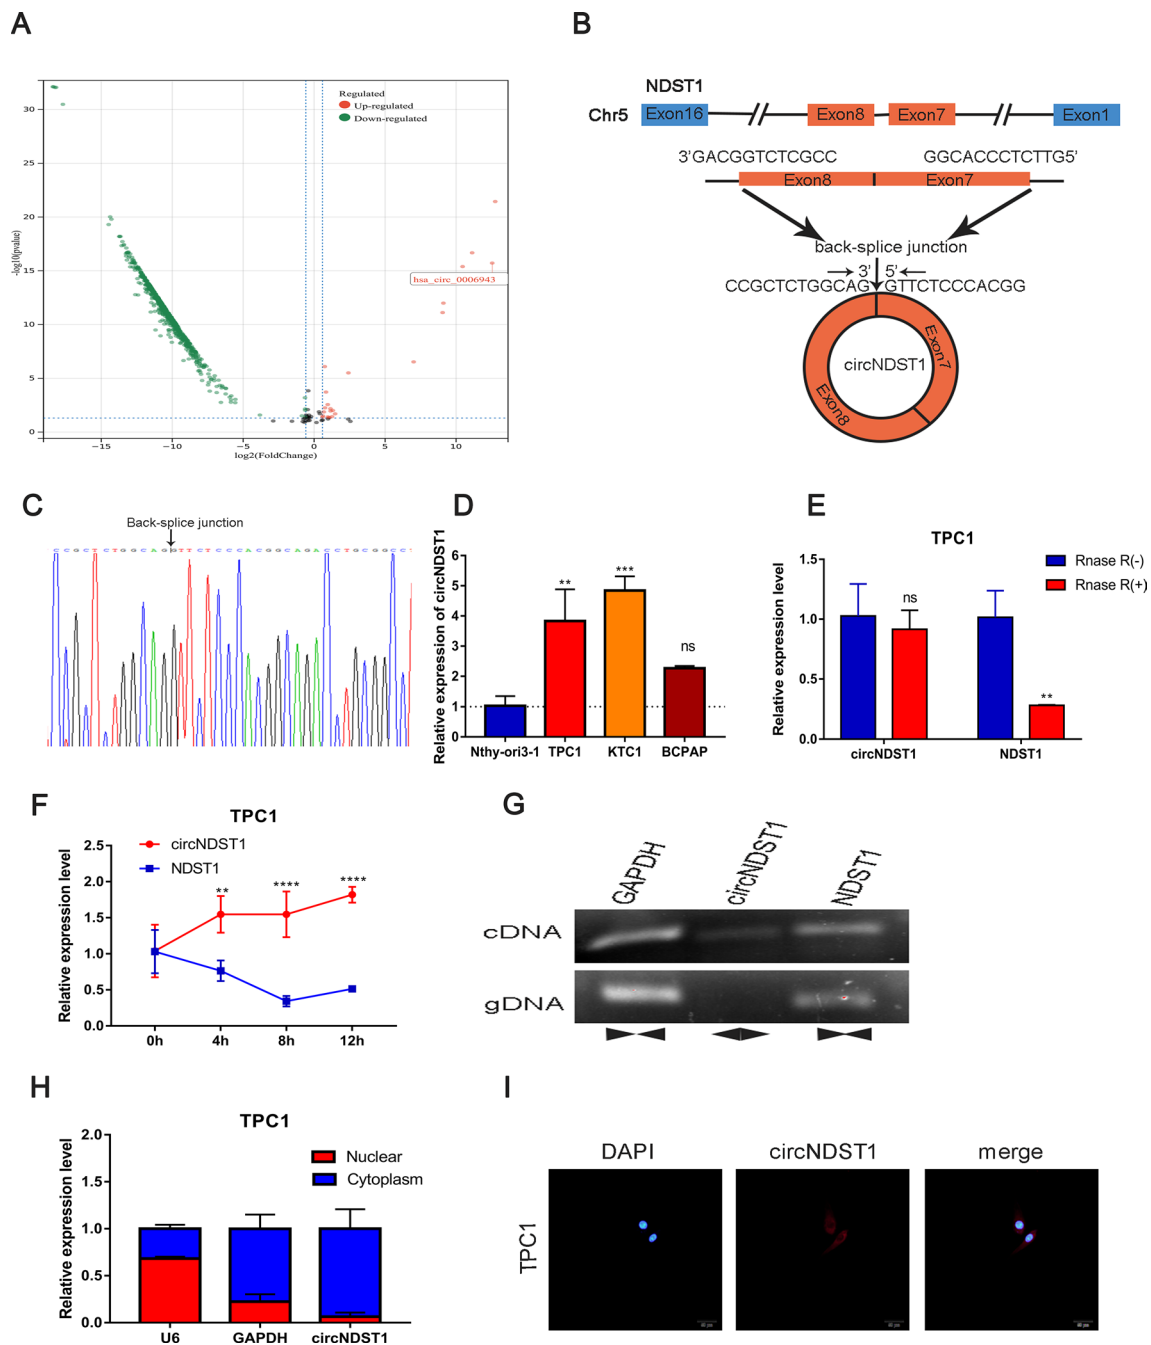 A
Regulated
Up-regulated
Down-regulated
30
25
20
15
10
5
0
-log10(pvalue)
hsa_circ_0006943
−15
−10
−5
0
5
10
log2(FoldChange)
B
NDST1
Chr5
Exon16
Exon8
Exon7
Exon1
3'GACGGTCTCGCC
GGCACCCTCTTG5'
Exon8
Exon7
back-splice junction
3'
5'
CCGCTCTGGCAG
GTTCTCCCACGG
circNDST1
Exon7
Exon8
C
Back-splice junction
C C G C T C T G G C A G G T T C T C C C A C G G C A G A C C T G C G G C C
D
Relative expression of circNDST1
6
5
4
3
2
1
0
**
***
ns
Nthy-ori3-1
TPC1
KTC1
BCPAP
E
TPC1
Relative expression level
1.5
1.0
0.5
0.0
Rnase R(-)
Rnase R(+)
ns
**
circNDST1
NDST1
F
TPC1
Relative expression level
2.5
2.0
1.5
1.0
0.5
0.0
circNDST1
NDST1
**
****
****
0h
4h
8h
12h
G
GAPDH
circNDST1
NDST1
cDNA
gDNA
H
TPC1
Relative expression level
2.0
1.5
1.0
0.5
0.0
Nuclear
Cytoplasm
U6
GAPDH
circNDST1
I
DAPI
circNDST1
merge
TPC1